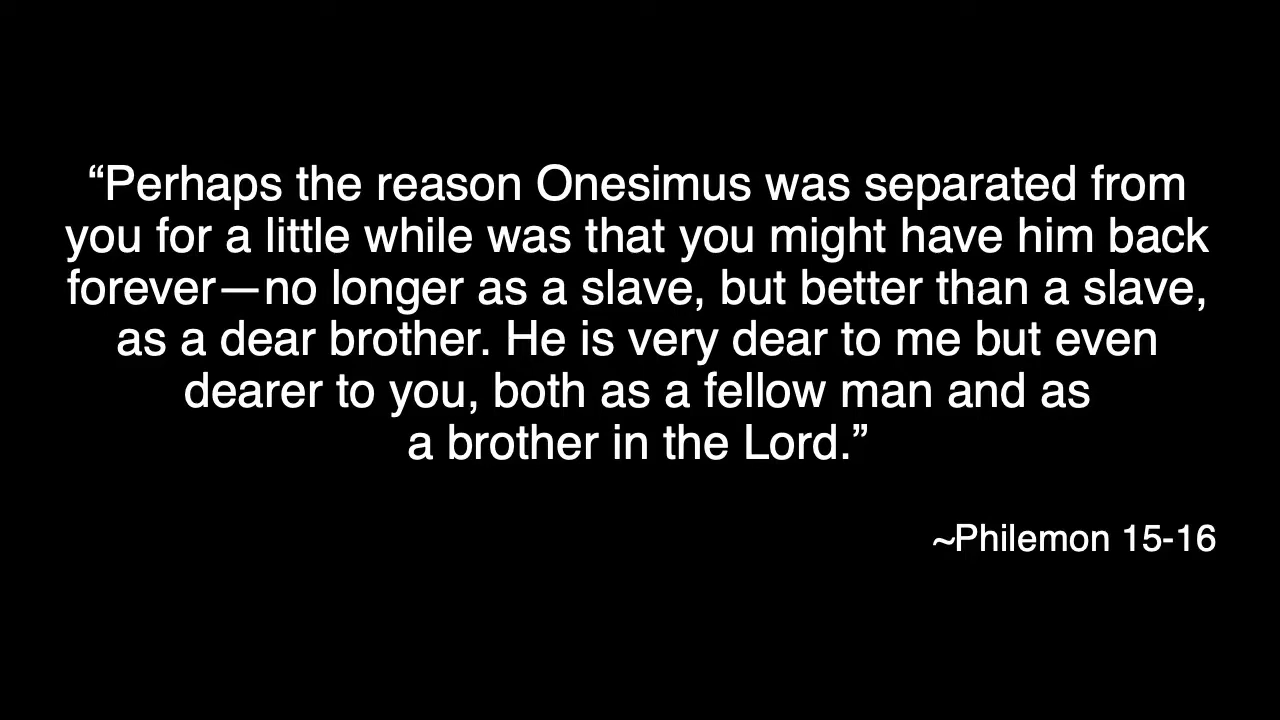 “Perhaps the reason Onesimus was separated from
you for a little while was that you might have him back
forever—no longer as a slave, but better than a slave,
as a dear brother. He is very dear to me but even
dearer to you, both as a fellow man and as
a brother in the Lord.”
~Philemon 15-16